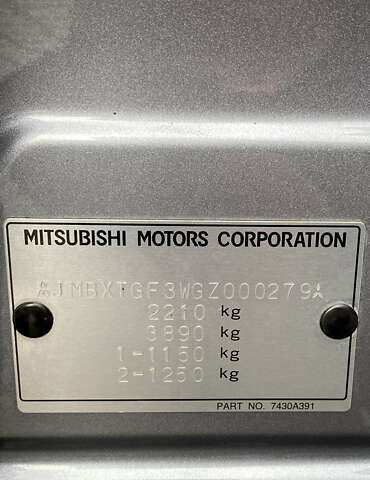 MITSUBISHI MOTORS CORPORATION
JMBXTGF3WGZ000279
2210 kg
3890 kg
1-1150 kg
2-1250 kg
PART NO. 7430A391